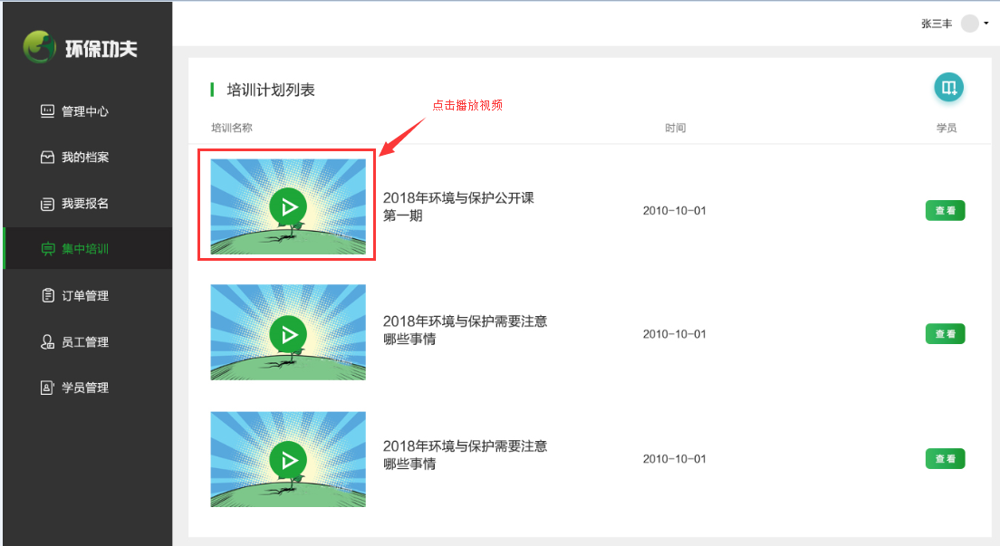 环保功夫
张三丰
管理中心
我的档案
我要报名
集中培训
订单管理
员工管理
学员管理
培训计划列表
点击播放视频
培训名称 时间 学员
2018年环境与保护公开课
第一期
2010-10-01
查看
2018年环境与保护需要注意
哪些事情
2010-10-01
查看
2018年环境与保护需要注意
哪些事情
2010-10-01
查看